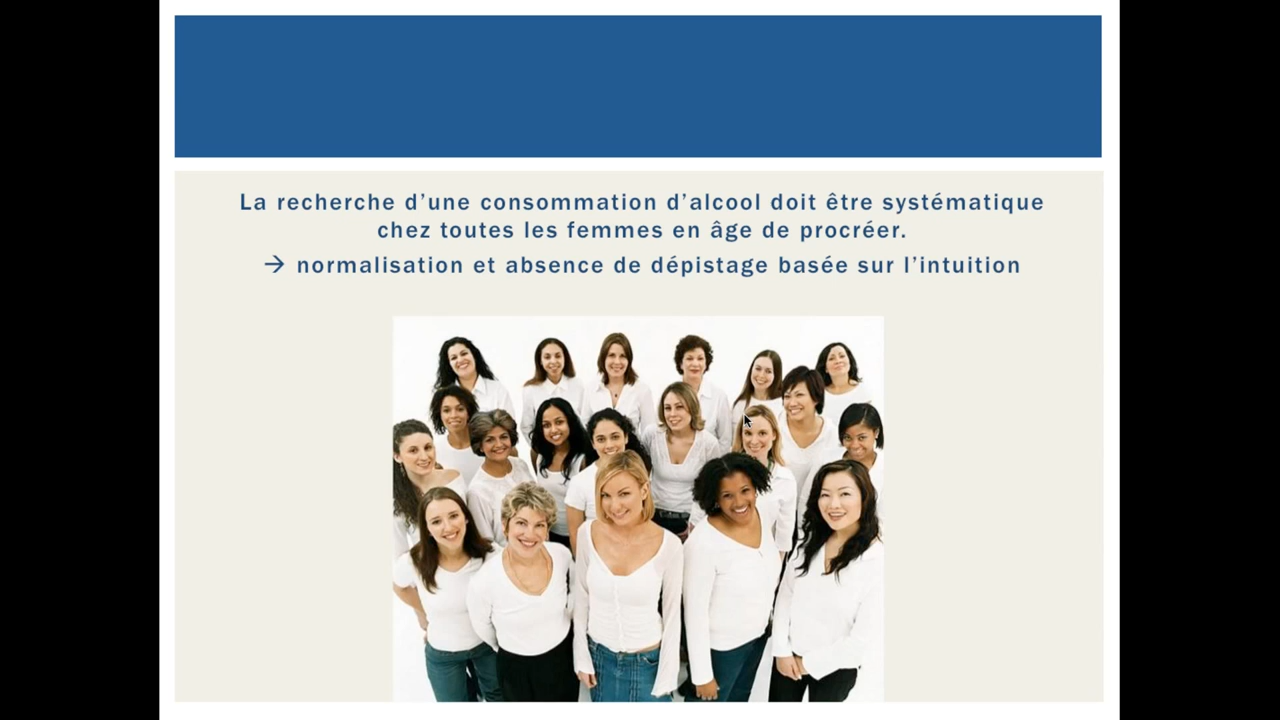 La recherche d’une consommation d’alcool doit être systématique
chez toutes les femmes en âge de procréer.
→ normalisation et absence de dépistage basée sur l’intuition